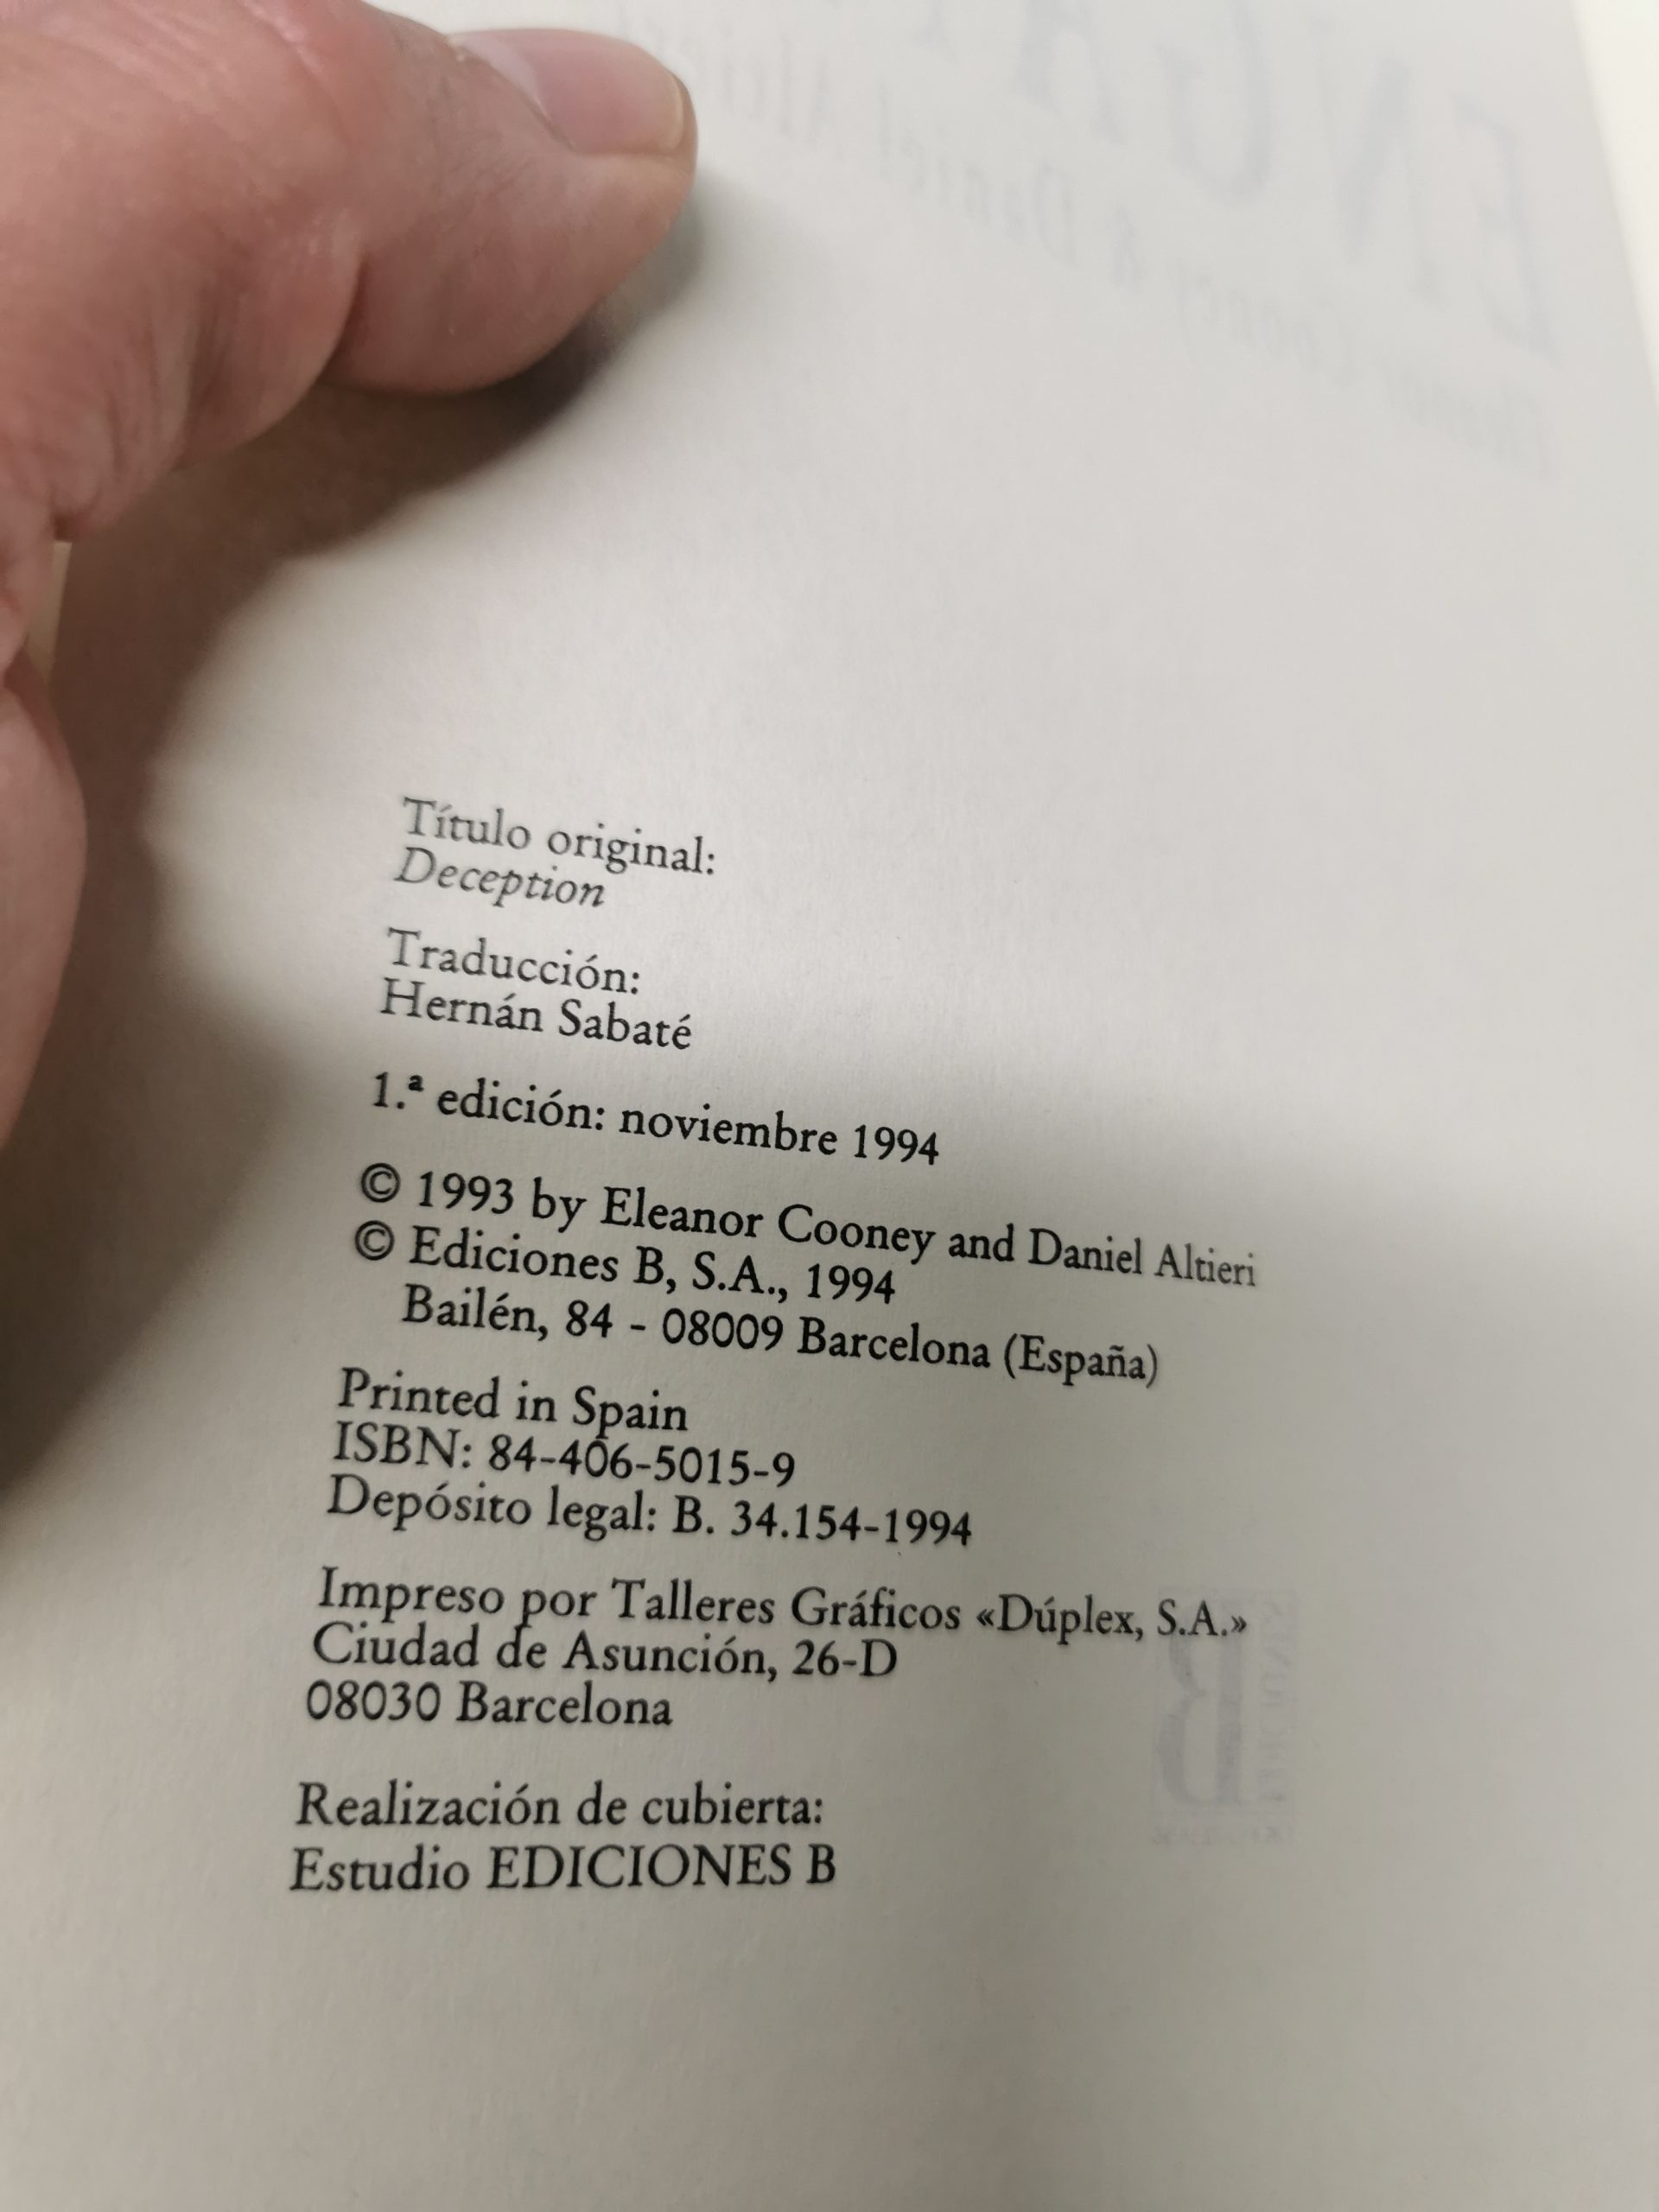 Título original:
Deception
Traducción:
Hernán Sabaté
1.ª edición: noviembre 1994
© 1993 by Eleanor Cooney and Daniel Altieri
© Ediciones B, S.A., 1994
Bailén, 84 - 08009 Barcelona (España)
Printed in Spain
ISBN: 84-406-5015-9
Depósito legal: B. 34.154-1994
Impreso por Talleres Gráficos «Dúplex, S.A.»
Ciudad de Asunción, 26-D
08030 Barcelona
Realización de cubierta:
Estudio EDICIONES B